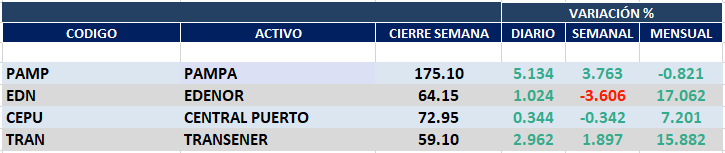 VARIACIÓN %
CODIGO ACTIVO CIERRE SEMANA DIARIO SEMANAL MENSUAL
PAMP PAMPA 175.10 5.134 3.763 -0.821
EDN EDENOR 64.15 1.024 -3.606 17.062
CEPU CENTRAL PUERTO 72.95 0.344 -0.342 7.201
TRAN TRANSENER 59.10 2.962 1.897 15.882